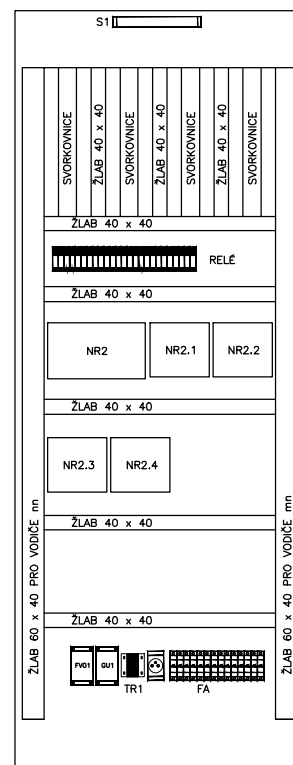 S1
SVORKOVNICE
ŽLAB 40 x 40
SVORKOVNICE
ŽLAB 40 x 40
SVORKOVNICE
ŽLAB 40 x 40
SVORKOVNICE
ŽLAB 40 x 40
RELÉ
ŽLAB 40 x 40
NR2
NR2.1
NR2.2
ŽLAB 40 x 40
NR2.3
NR2.4
ŽLAB 40 x 40
ŽLAB 40 x 40
ŽLAB 60 x 40 PRO VODIČE nn
ŽLAB 60 x 40 PRO VODIČE mn
FV01
GU1
TR1
FA